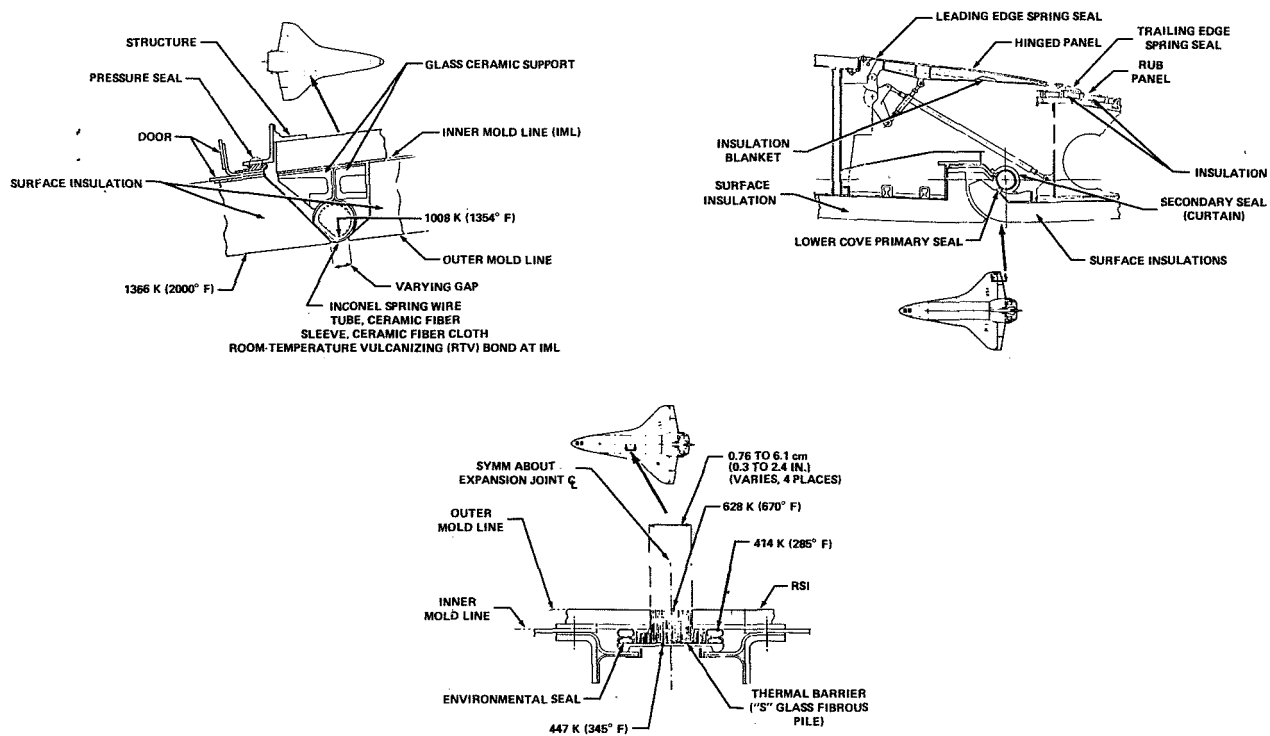 STRUCTURE
PRESSURE SEAL
DOOR
SURFACE INSULATION
GLASS CERAMIC SUPPORT
INNER MOLD LINE (IML)
1008 K (1354° F)
OUTER MOLD LINE
1366 K (2000° F)
VARYING GAP
INCONEL SPRING WIRE
TUBE, CERAMIC FIBER
SLEEVE, CERAMIC FIBER CLOTH
ROOM-TEMPERATURE VULCANIZING (RTV) BOND AT IML
LEADING EDGE SPRING SEAL
HINGED PANEL
TRAILING EDGE
SPRING SEAL
RUB
PANEL
INSULATION
BLANKET
INSULATION
SURFACE
INSULATION
SECONDARY SEAL
(CURTAIN)
LOWER COVE PRIMARY SEAL
SURFACE INSULATIONS
SYMM ABOUT
EXPANSION JOINT ℄
0.76 TO 6.1 cm
(0.3 TO 2.4 IN.)
(VARIES, 4 PLACES)
628 K (670° F)
OUTER
MOLD LINE
414 K (285° F)
RSI
INNER
MOLD LINE
ENVIRONMENTAL SEAL
THERMAL BARRIER
("S" GLASS FIBROUS
PILE)
447 K (345° F)